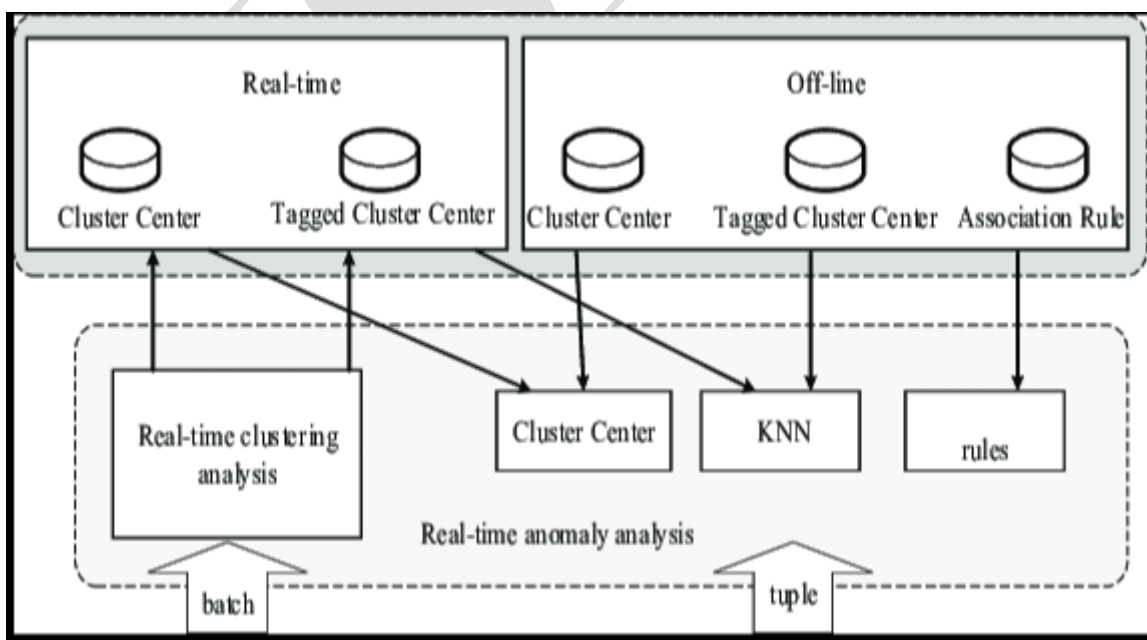 Real-time
Off-line
Cluster Center
Tagged Cluster Center
Cluster Center
Tagged Cluster Center
Association Rule
Real-time clustering
analysis
Cluster Center
KNN
rules
Real-time anomaly analysis
batch
tuple